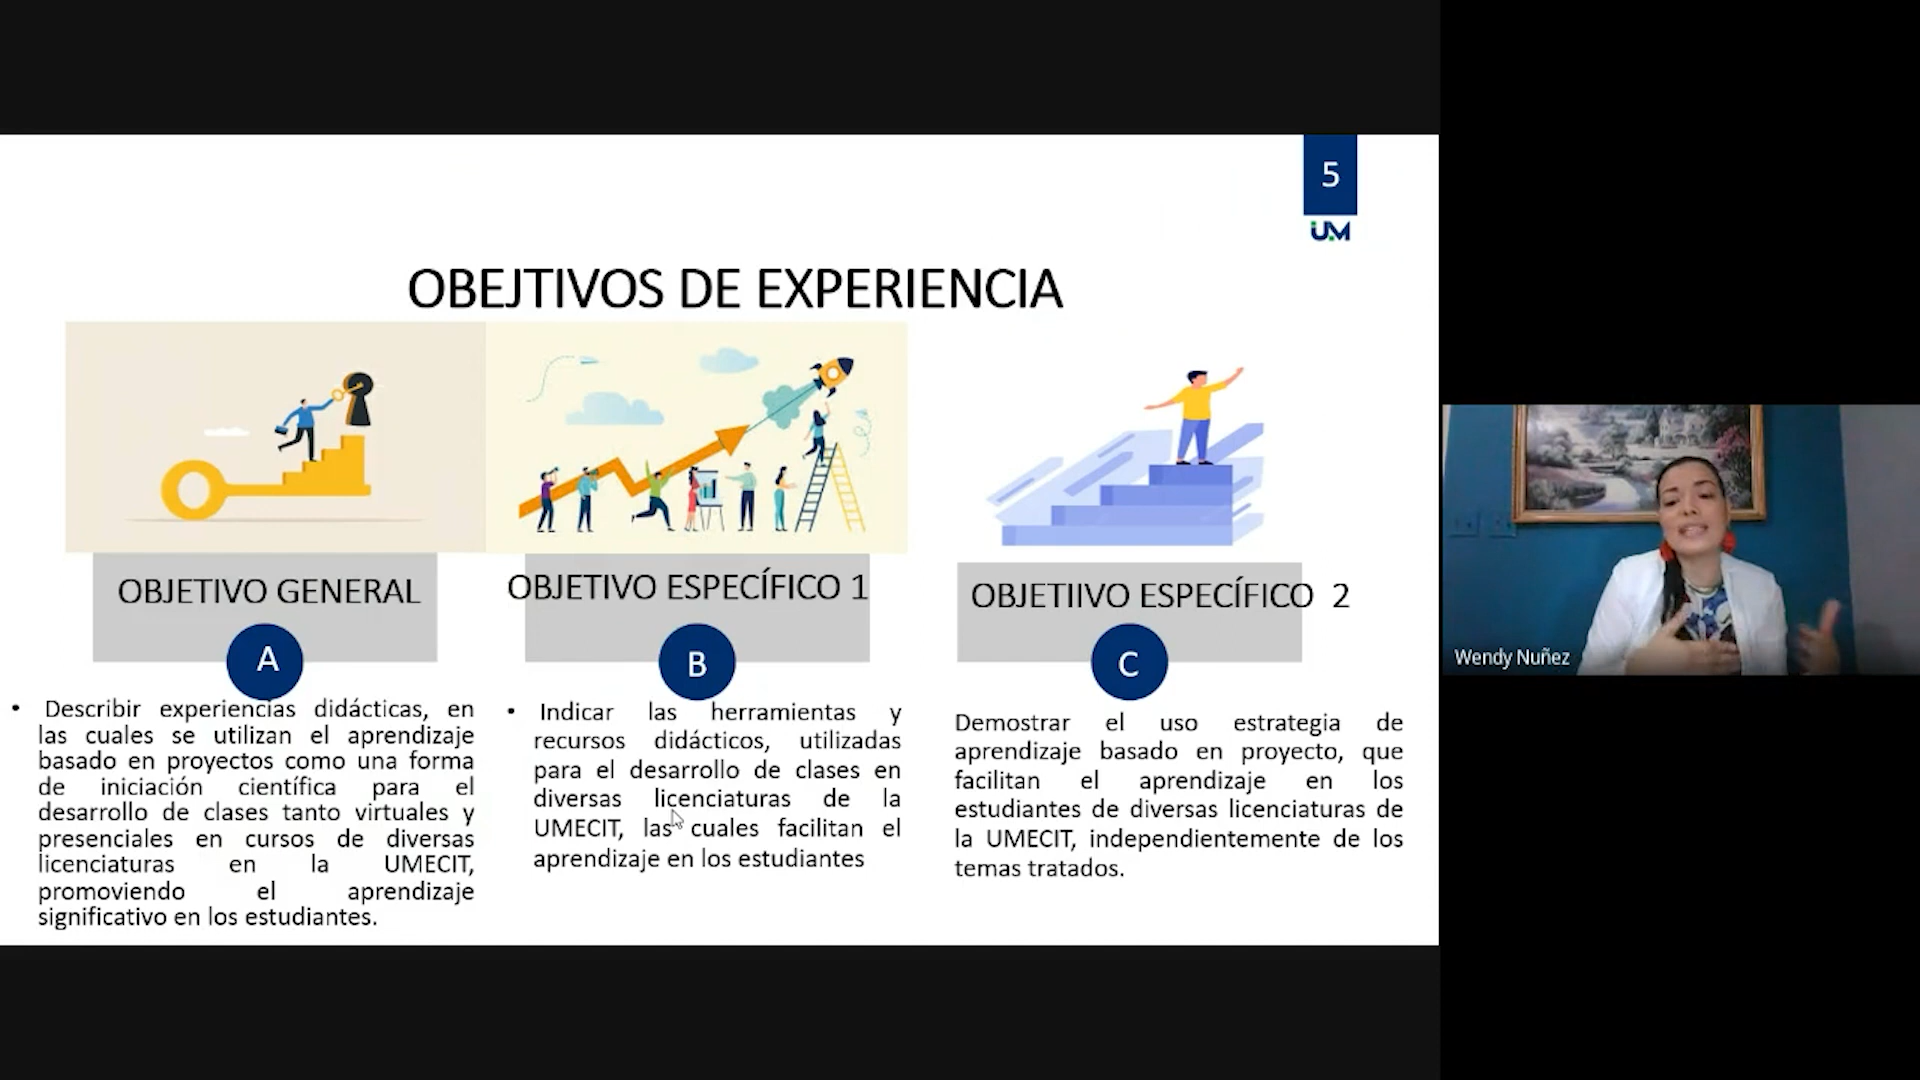 5
UM
OBEJTIVOS DE EXPERIENCIA
OBJETIVO GENERAL
A
• Describir experiencias didácticas, en
las cuales se utilizan el aprendizaje
basado en proyectos como una forma
de iniciación científica para el
desarrollo de clases tanto virtuales y
presenciales en cursos de diversas
licenciaturas en la UMECIT,
promoviendo el aprendizaje
significativo en los estudiantes.
OBJETIVO ESPECÍFICO 1
B
• Indicar las herramientas y
recursos didácticos, utilizadas
para el desarrollo de clases en
diversas licenciaturas de la
UMECIT, las cuales facilitan el
aprendizaje en los estudiantes
OBJETIIVO ESPECÍFICO 2
C
Demostrar el uso estrategia de
aprendizaje basado en proyecto, que
facilitan el aprendizaje en los
estudiantes de diversas licenciaturas de
la UMECIT, independientemente de los
temas tratados.
Wendy Nuñez